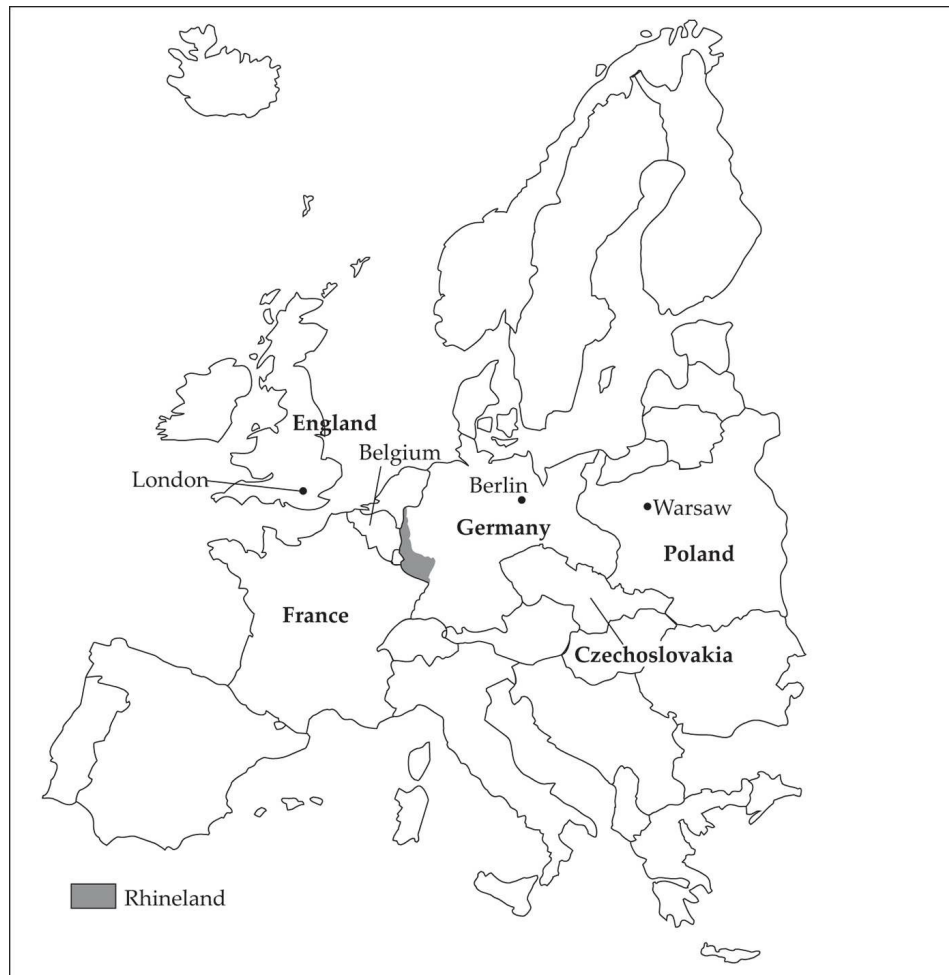 England
Belgium
London
Berlin
Warsaw
Germany
Poland
France
Czechoslovakia
Rhineland